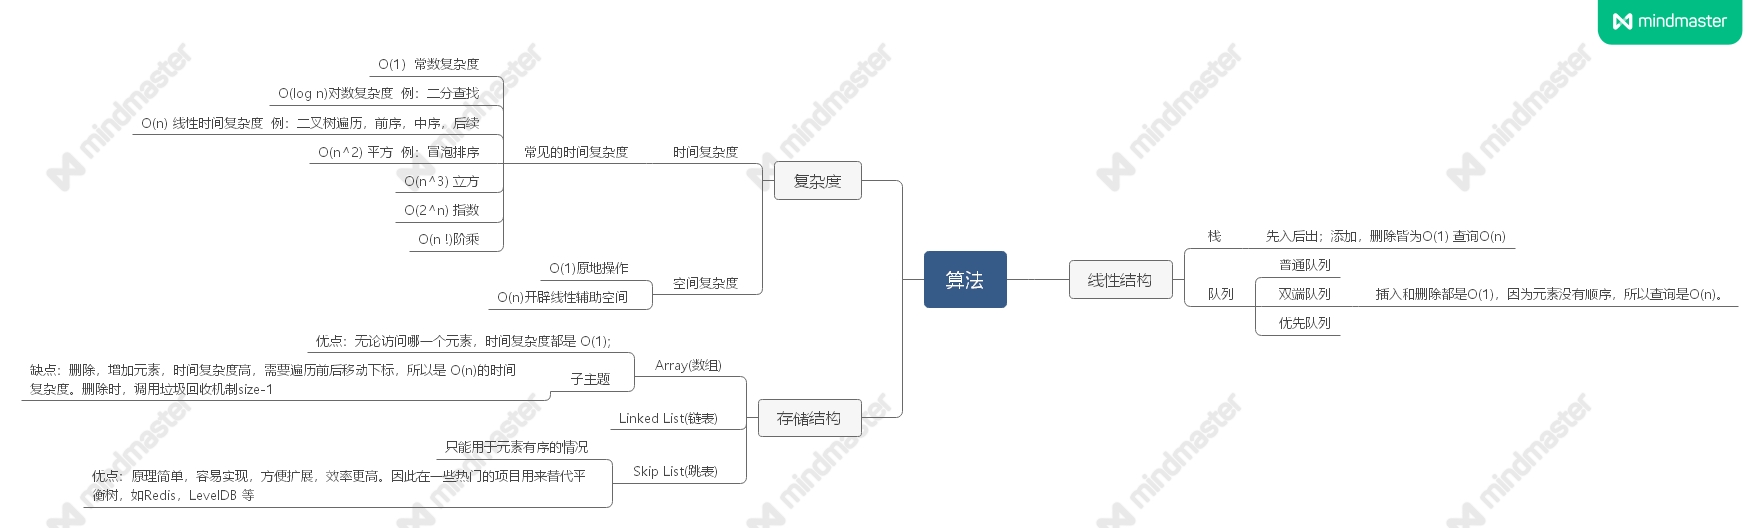 mindmaster
O(1) 常数复杂度
O(log n)对数复杂度 例：二分查找
O(n) 线性时间复杂度 例：二叉树遍历，前序，中序，后续
O(n^2) 平方 例：冒泡排序
O(n^3) 立方
O(2^n) 指数
O(n !)阶乘
常见的时间复杂度
时间复杂度
O(1)原地操作
O(n)开辟线性辅助空间
空间复杂度
复杂度
优点：无论访问哪一个元素，时间复杂度都是 O(1);
缺点：删除，增加元素，时间复杂度高，需要遍历前后移动下标，所以是 O(n)的时间
复杂度。删除时，调用垃圾回收机制size-1
子主题
Array(数组)
Linked List(链表)
只能用于元素有序的情况
优点：原理简单，容易实现，方便扩展，效率更高。因此在一些热门的项目用来替代平
衡树，如Redis，LevelDB 等
Skip List(跳表)
存储结构
算法
线性结构
栈
先入后出；添加，删除皆为O(1) 查询O(n)
队列
普通队列
双端队列
插入和删除都是O(1)，因为元素没有顺序，所以查询是O(n)。
优先队列
mindmaster
mindmaster
mindmaster
mindmaster
mindmaster
mindmaster
mindmaster
mindmaster
mindmaster
mindmaster